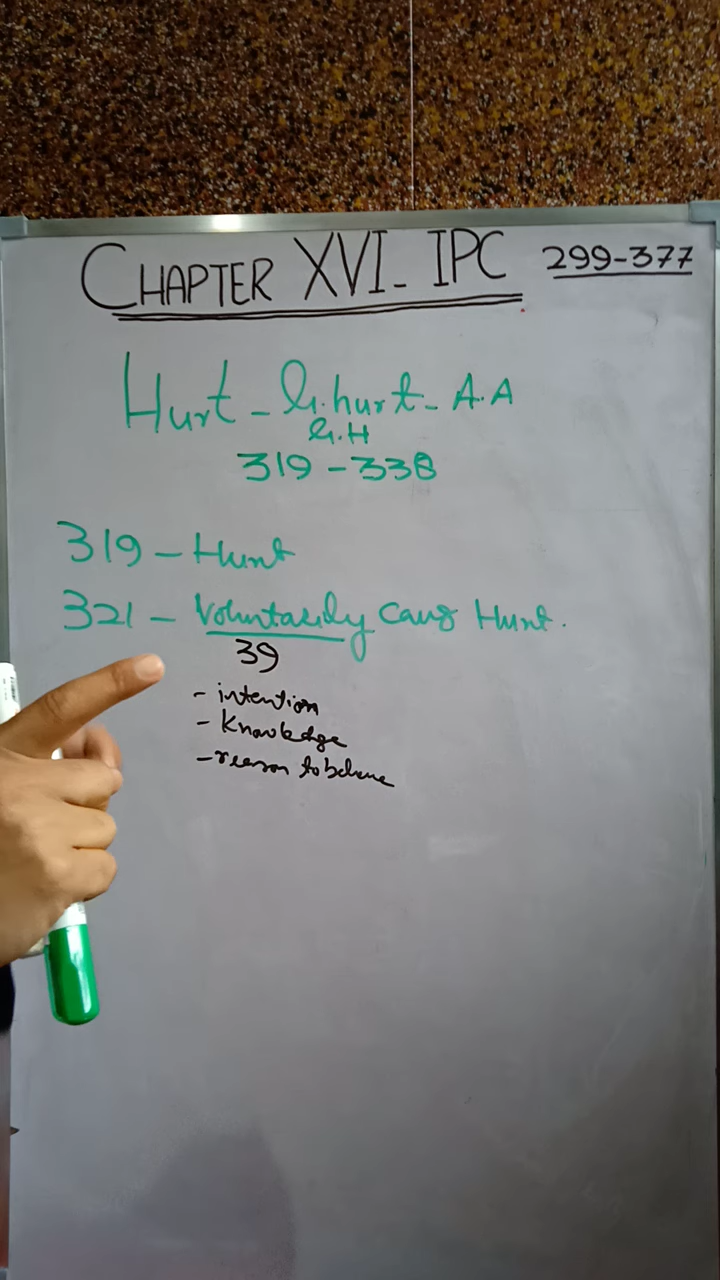 CHAPTER XVI- IPC 299-377
Hurt - G.hurt - A.A
G.H
319 - 338
319 - Hurt
321 - Voluntarily Caus Hurt.
39
- intention
- Knowledge
- reason to believe